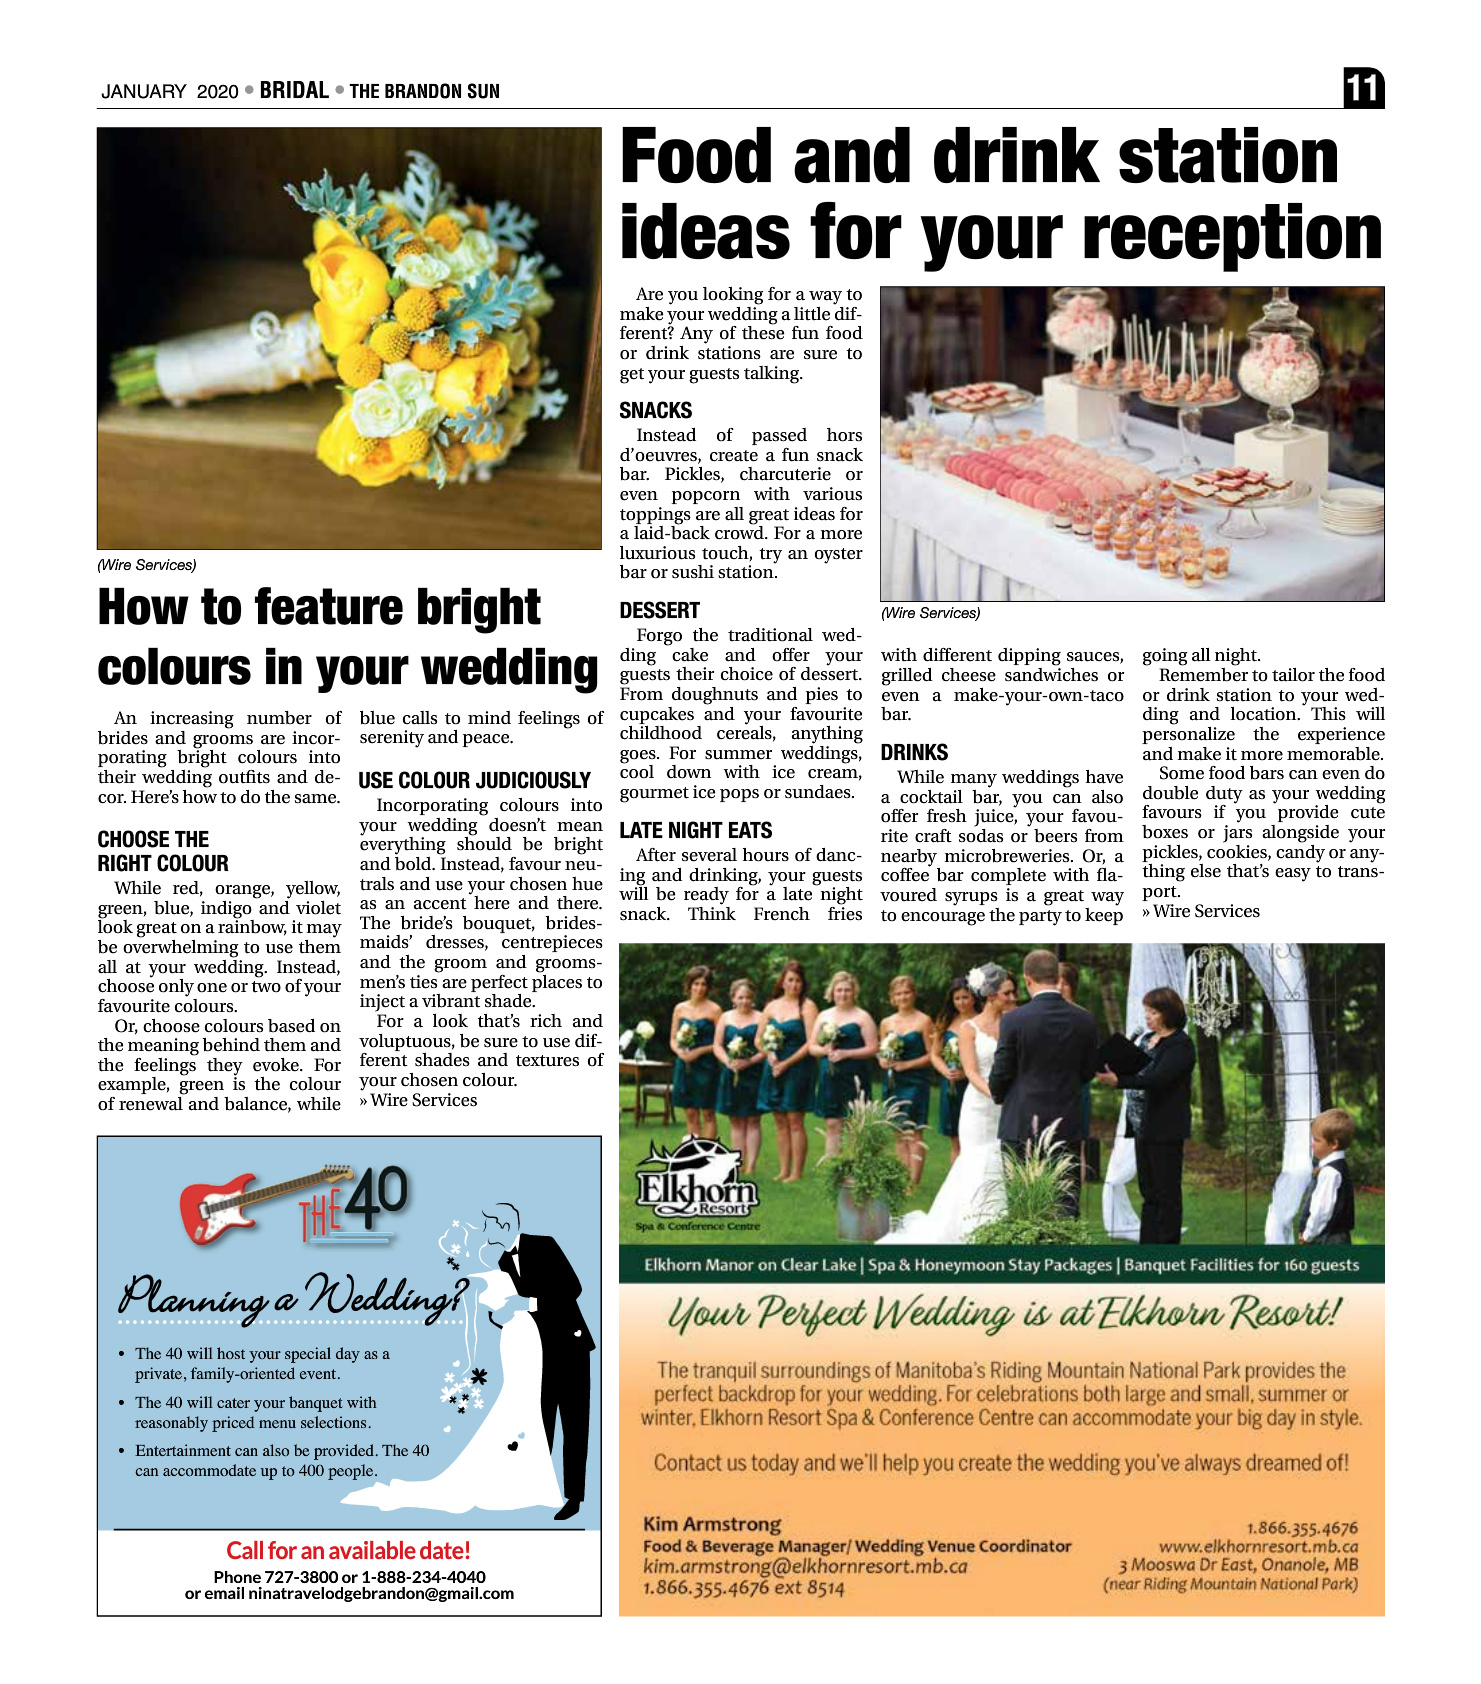 JANUARY 2020 • BRIDAL • THE BRANDON SUN
11
(Wire Services)
How to feature bright
colours in your wedding
An increasing number of
brides and grooms are incor-
porating bright colours into
their wedding outfits and de-
cor. Here's how to do the same.
CHOOSE THE
RIGHT COLOUR
While red, orange, yellow,
green, blue, indigo and violet
look great on a rainbow, it may
be overwhelming to use them
all at your wedding. Instead,
choose only one or two of your
favourite colours.
Or, choose colours based on
the meaning behind them and
the feelings they evoke. For
example, green is the colour
of renewal and balance, while
blue calls to mind feelings of
serenity and peace.
USE COLOUR JUDICIOUSLY
Incorporating colours into
your wedding doesn't mean
everything should be bright
and bold. Instead, favour neu-
trals and use your chosen hue
as an accent here and there.
The bride's bouquet, brides-
maids' dresses, centrepieces
and the groom and grooms-
men's ties are perfect places to
inject a vibrant shade.
For a look that's rich and
voluptuous, be sure to use dif-
ferent shades and textures of
your chosen colour.
» Wire Services
Food and drink station
ideas for your reception
Are you looking for a way to
make your wedding a little dif-
ferent? Any of these fun food
or drink stations are sure to
get your guests talking.
SNACKS
Instead of passed hors
d'oeuvres, create a fun snack
bar. Pickles, charcuterie or
even popcorn with various
toppings are all great ideas for
a laid-back crowd. For a more
luxurious touch, try an oyster
bar or sushi station.
DESSERT
Forgo the traditional wed-
ding cake and offer your
guests their choice of dessert.
From doughnuts and pies to
cupcakes and your favourite
childhood cereals, anything
goes. For summer weddings,
cool down with ice cream,
gourmet ice pops or sundaes.
LATE NIGHT EATS
After several hours of danc-
ing and drinking, your guests
will be ready for a late night
snack. Think French fries
(Wire Services)
with different dipping sauces,
grilled cheese sandwiches or
even a make-your-own-taco
bar.
DRINKS
While many weddings have
a cocktail bar, you can also
offer fresh juice, your favou-
rite craft sodas or beers from
nearby microbreweries. Or, a
coffee bar complete with fla-
voured syrups is a great way
to encourage the party to keep
going all night.
Remember to tailor the food
or drink station to your wed-
ding and location. This will
personalize the experience
and make it more memorable.
Some food bars can even do
double duty as your wedding
favours if you provide cute
boxes or jars alongside your
pickles, cookies, candy or any-
thing else that's easy to trans-
port.
» Wire Services
THE 40
Planning a Wedding?
• The 40 will host your special day as a
private, family-oriented event.
• The 40 will cater your banquet with
reasonably priced menu selections.
• Entertainment can also be provided. The 40
can accommodate up to 400 people.
Call for an available date!
Phone 727-3800 or 1-888-234-4040
or email ninatravelodgebrandon@gmail.com
Elkhorn
Resort
Spa & Conference Centre
Elkhorn Manor on Clear Lake | Spa & Honeymoon Stay Packages | Banquet Facilities for 160 guests
Your Perfect Wedding is at Elkhorn Resort!
The tranquil surroundings of Manitoba's Riding Mountain National Park provides the
perfect backdrop for your wedding. For celebrations both large and small, summer or
winter, Elkhorn Resort Spa & Conference Centre can accommodate your big day in style.
Contact us today and we'll help you create the wedding you've always dreamed of!
Kim Armstrong
Food & Beverage Manager/ Wedding Venue Coordinator
kim.armstrong@elkhornresort.mb.ca
1.866.355.4676 ext 8514
1.866.355.4676
www.elkhornresort.mb.ca
3 Mooswa Dr East, Onanole, MB
(near Riding Mountain National Park)